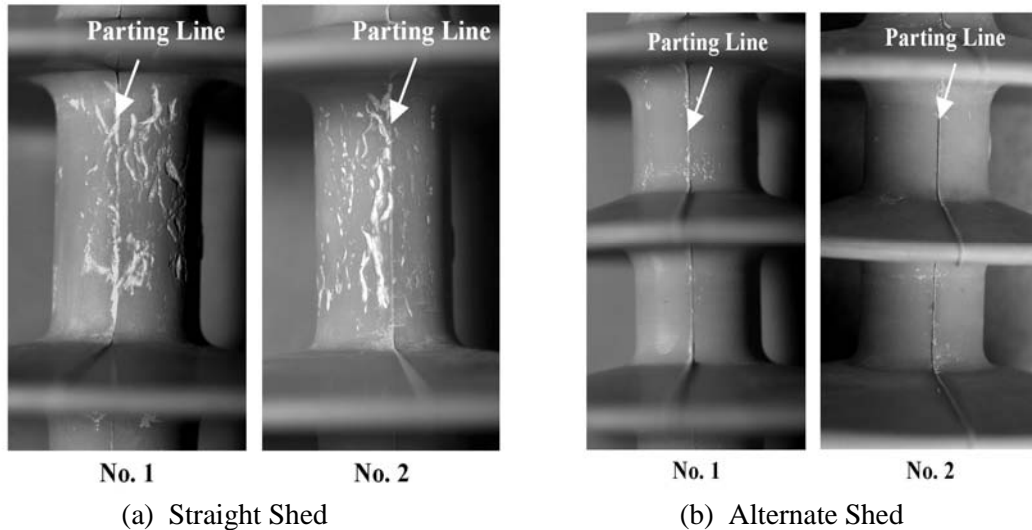 Parting Line
Parting Line
Parting Line
Parting Line
No. 1
No. 2
No. 1
No. 2
(a) Straight Shed
(b) Alternate Shed